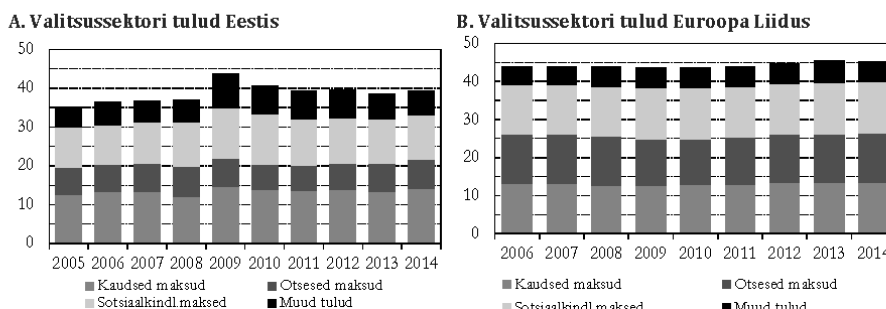 A. Valitsussektori tulud Eestis
50
40
30
20
10
0
2005 2006 2007 2008 2009 2010 2011 2012 2013 2014
Kaudsed maksud Otsesed maksud
Sotsiaalkindl.maksed Muud tulud
B. Valitsussektori tulud Euroopa Liidus
50
40
30
20
10
0
2006 2007 2008 2009 2010 2011 2012 2013 2014
Kaudsed maksud Otsesed maksud
Sotsiaalkindl.maksed Muud tulud